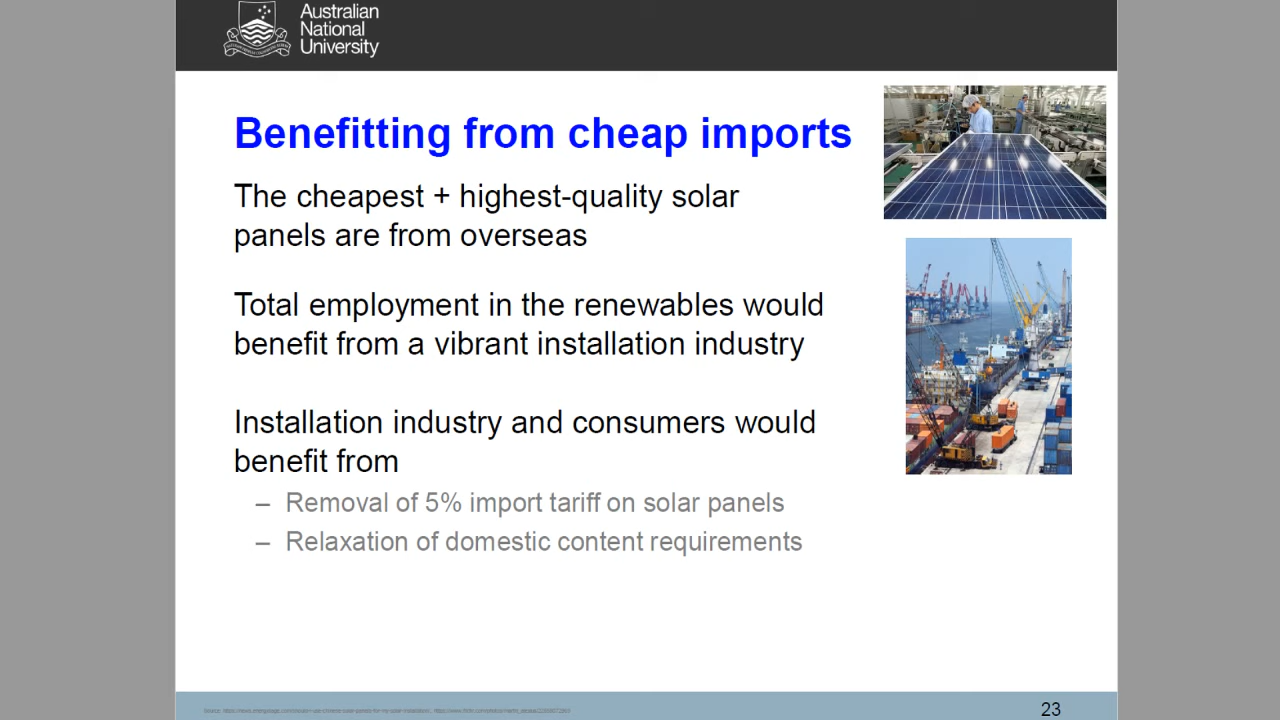 Australian
National
University
Benefitting from cheap imports
The cheapest + highest-quality solar
panels are from overseas
Total employment in the renewables would
benefit from a vibrant installation industry
Installation industry and consumers would
benefit from
– Removal of 5% import tariff on solar panels
– Relaxation of domestic content requirements
23